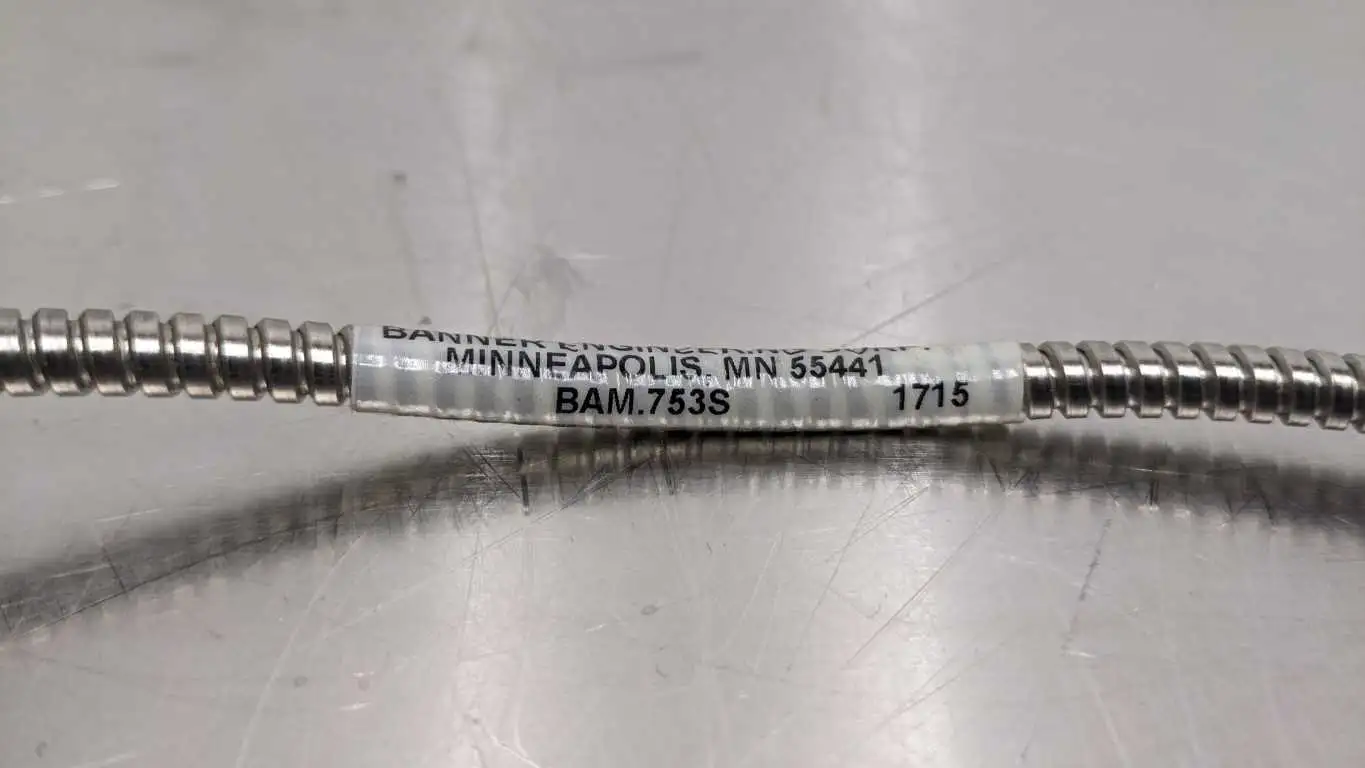 BANNER ENGINEERING CORP.
MINNEAPOLIS, MN 55441
BAM.753S 1715